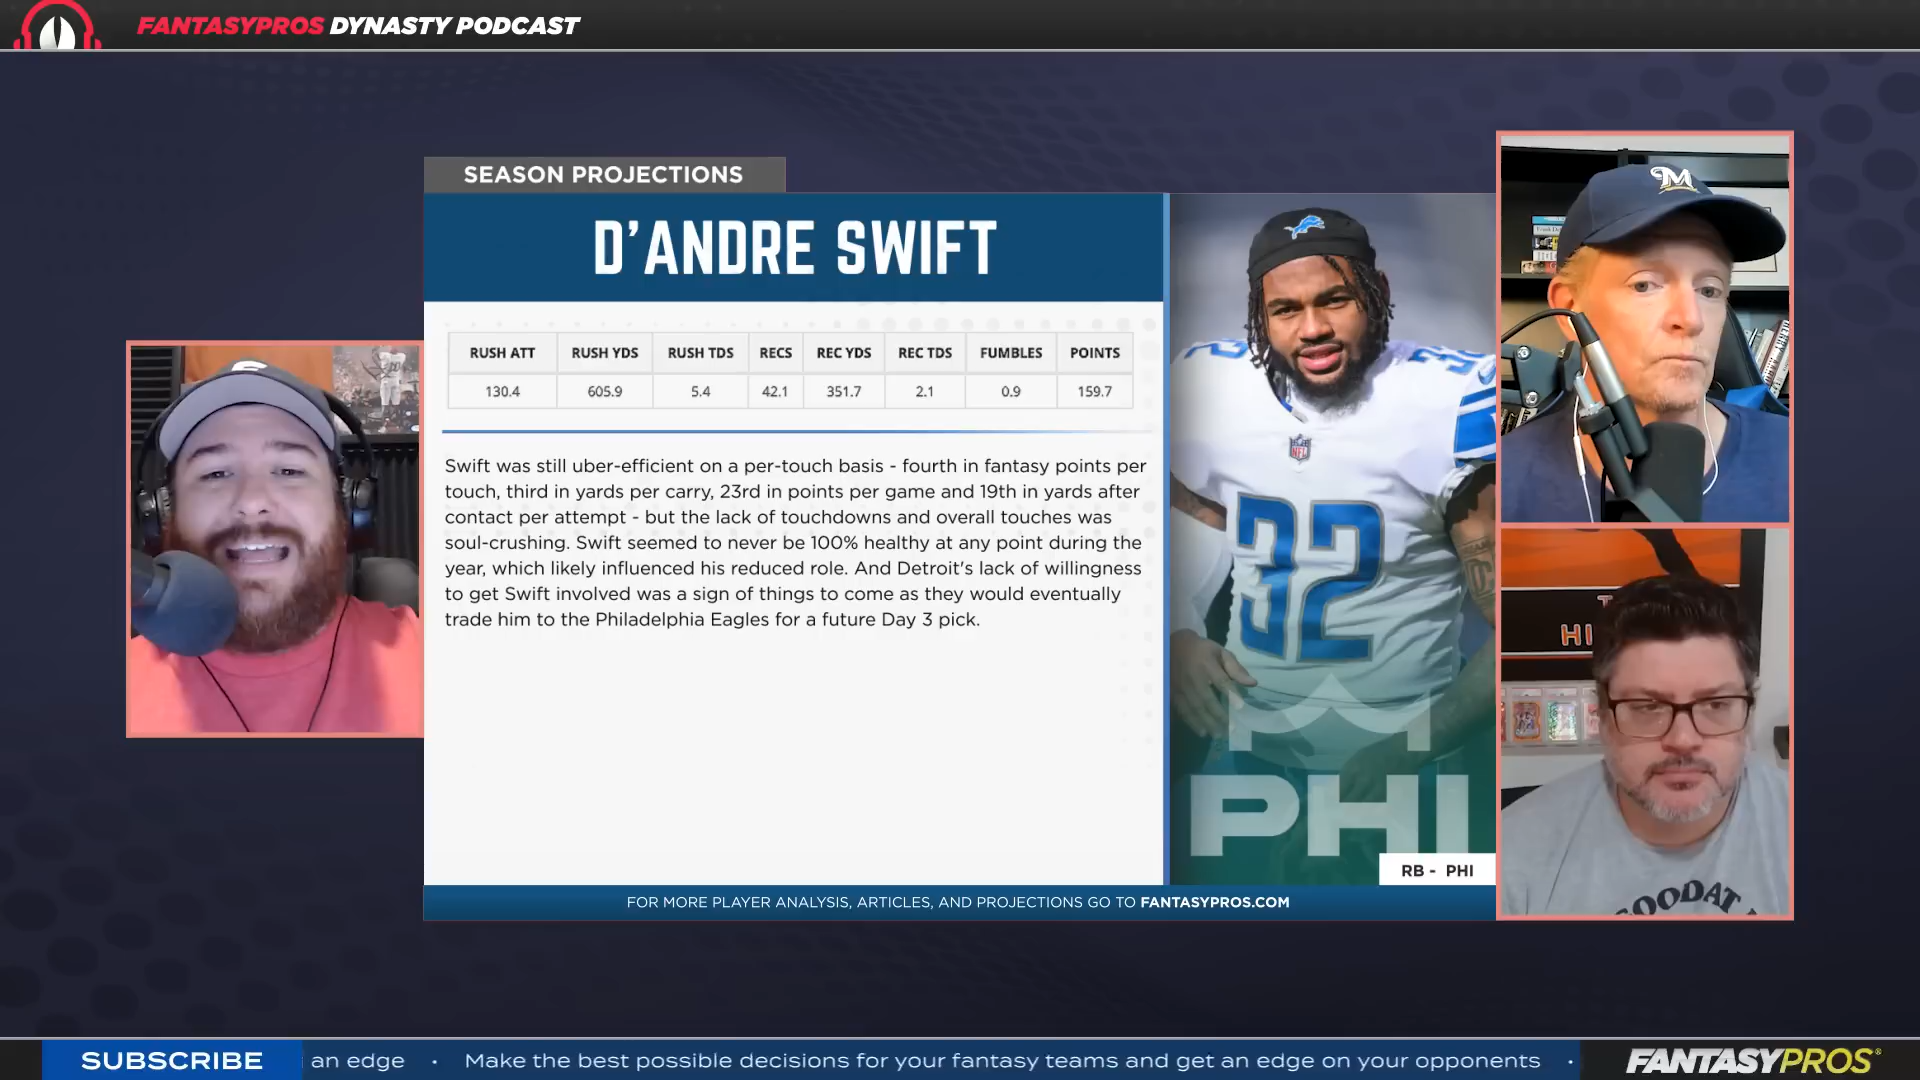 FANTASYPROS DYNASTY PODCAST
SEASON PROJECTIONS
D'ANDRE SWIFT
RUSH ATT RUSH YDS RUSH TDS RECS REC YDS REC TDS FUMBLES POINTS
130.4 605.9 5.4 42.1 351.7 2.1 0.9 159.7
Swift was still uber-efficient on a per-touch basis - fourth in fantasy points per
touch, third in yards per carry, 23rd in points per game and 19th in yards after
contact per attempt - but the lack of touchdowns and overall touches was
soul-crushing. Swift seemed to never be 100% healthy at any point during the
year, which likely influenced his reduced role. And Detroit's lack of willingness
to get Swift involved was a sign of things to come as they would eventually
trade him to the Philadelphia Eagles for a future Day 3 pick.
NFL
32
PHI
RB - PHI
M
HI
OODAT
FOR MORE PLAYER ANALYSIS, ARTICLES, AND PROJECTIONS GO TO FANTASYPROS.COM
SUBSCRIBE
an edge • Make the best possible decisions for your fantasy teams and get an edge on your opponents •
FANTASYPROS®